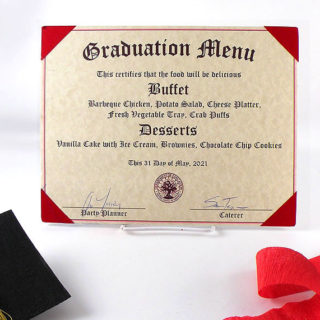 Graduation Menu
This certifies that the food will be delicious
Buffet
Barbeque Chicken, Potato Salad, Cheese Platter,
Fresh Vegetable Tray, Crab Puffs
Desserts
Vanilla Cake with Ice Cream, Brownies, Chocolate Chip Cookies
This 31 Day of May, 2021
Party Planner Caterer